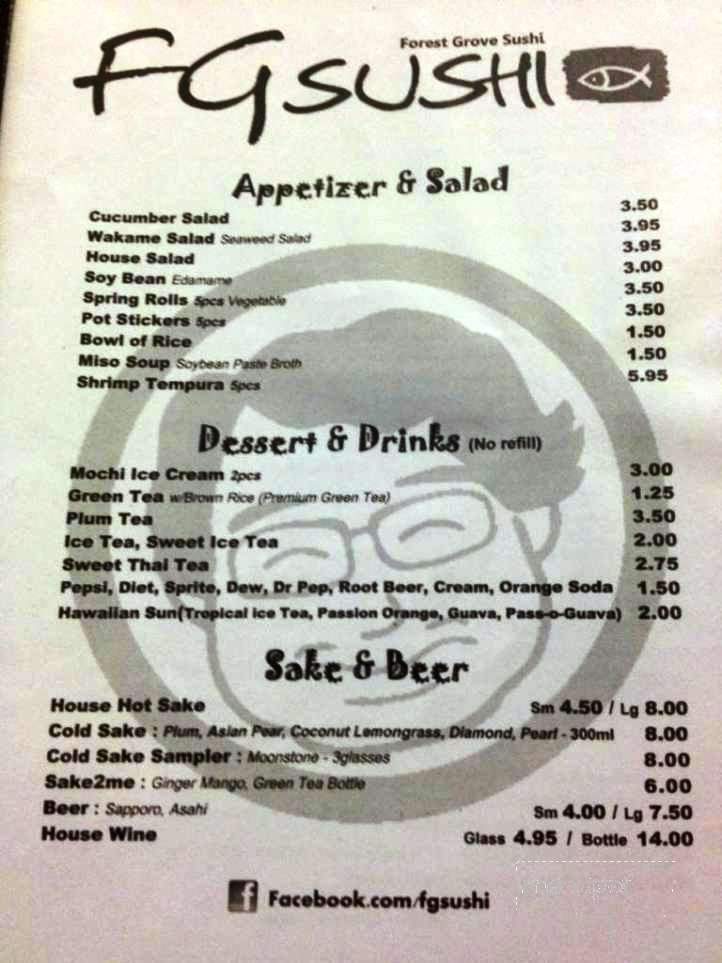 Forest Grove Sushi
FGSUSHI
Appetizer & Salad
Cucumber Salad 3.50
Wakame Salad Seaweed Salad 3.95
House Salad 3.95
Soy Bean Edamame 3.00
Spring Rolls 5pcs Vegetable 3.50
Pot Stickers 5pcs 3.50
Bowl of Rice 1.50
Miso Soup Soybean Paste Broth 1.50
Shrimp Tempura 5pcs 5.95
Dessert & Drinks (No refill)
Mochi Ice Cream 2pcs 3.00
Green Tea w/Brown Rice (Premium Green Tea) 1.25
Plum Tea 3.50
Ice Tea, Sweet Ice Tea 2.00
Sweet Thai Tea 2.75
Pepsi, Diet, Sprite, Dew, Dr Pep, Root Beer, Cream, Orange Soda 1.50
Hawaiian Sun(Tropical Ice Tea, Passion Orange, Guava, Pass-o-Guava) 2.00
Sake & Beer
House Hot Sake Sm 4.50 / Lg 8.00
Cold Sake : Plum, Asian Pear, Coconut Lemongrass, Diamond, Pearl - 300ml 8.00
Cold Sake Sampler : Moonstone - 3glasses 8.00
Sake2me : Ginger Mango, Green Tea Bottle 6.00
Beer : Sapporo, Asahi Sm 4.00 / Lg 7.50
House Wine Glass 4.95 / Bottle 14.00
f Facebook.com/fgsushi